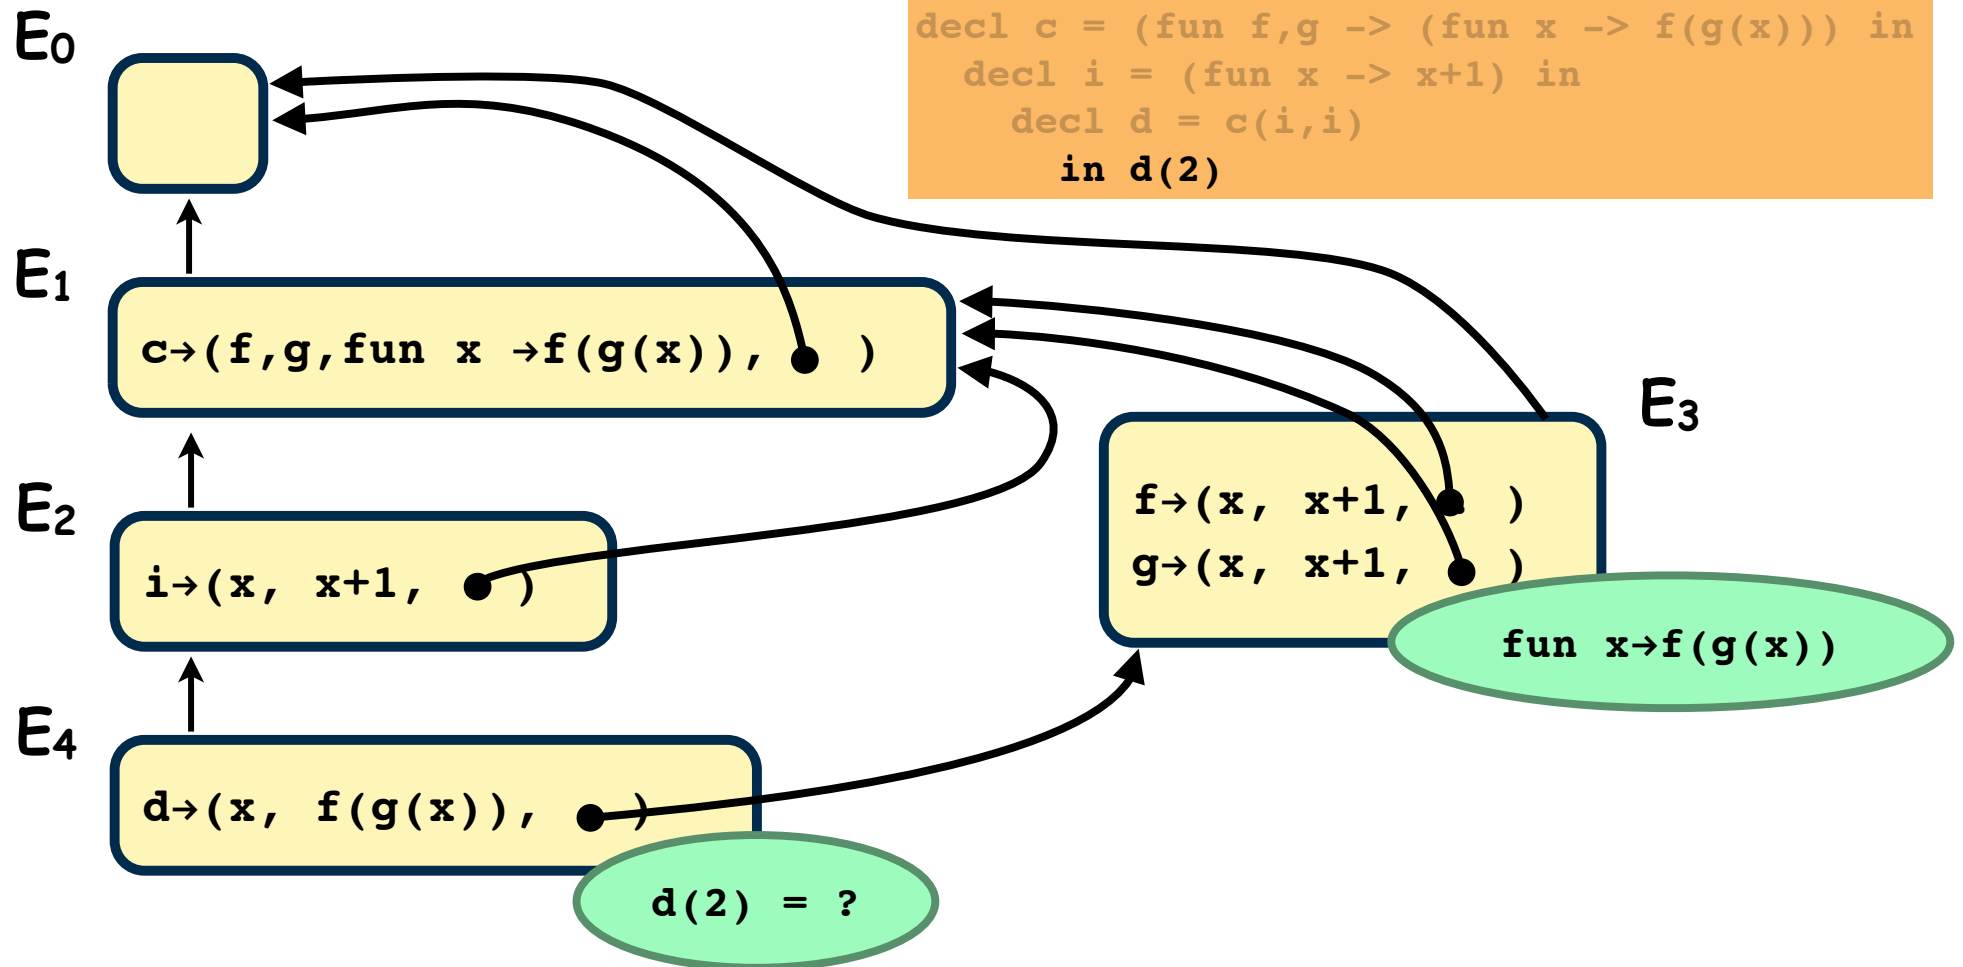 E0
decl c = (fun f,g -> (fun x -> f(g(x))) in
decl i = (fun x -> x+1) in
decl d = c(i,i)
in d(2)
E1
c→(f,g,fun x →f(g(x)), )
E3
f→(x, x+1, )
g→(x, x+1, )
fun x→f(g(x))
E2
i→(x, x+1, )
E4
d→(x, f(g(x)), )
d(2) = ?